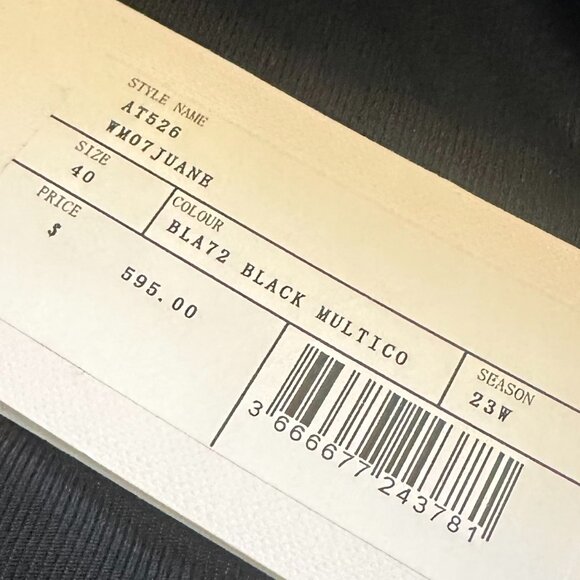 STYLE NAME
AT526
WM07JUANE
SIZE
40
COLOUR
BLA72 BLACK MULTICO
SEASON
23W
PRICE
$
595.00
3 666677 243781